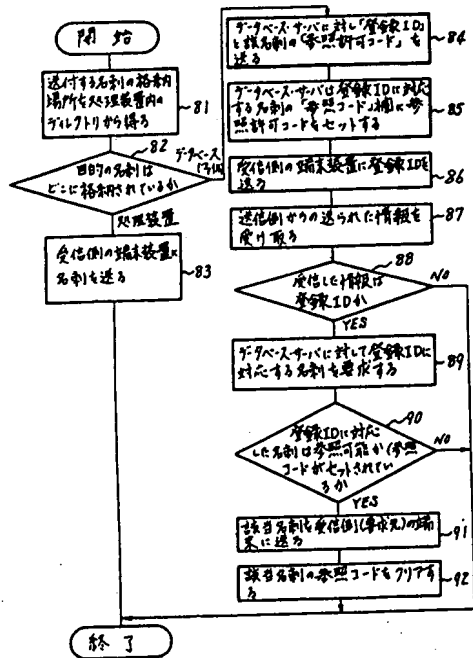 開始
送付する名刺の格納
場所を処理装置内の
ディレクトリから得る
81
82
目的の名刺は
どこに格納されているか
データベース
処理装置
受信側の端末装置に
名刺を送る
83
データベース・サーバに対し「登録ID」
と該名刺の「参照許可コード」を
送る
84
データベース・サーバは登録IDに対応
する名刺の「参照コード」欄に参
照許可コードをセットする
85
受信側の端末装置に登録IDを
送る
86
送信側からの送られた情報を
受け取る
87
88
受信した情報は
登録IDか
NO
YES
データベース・サーバに対して登録IDに
対応する名刺を要求する
89
90
登録IDに対応
した名刺は参照可能か(参照
コードがセットされてい
るか
NO
YES
該当名刺を受信側(要求元)の端
末に送る
91
該当名刺の参照コードをクリアす
る
92
終了